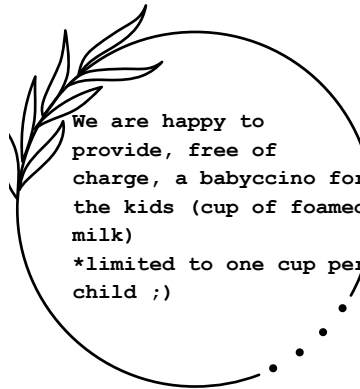 We are happy to
provide, free of
charge, a babyccino for
the kids (cup of foamed
milk)
*limited to one cup per
child ;)